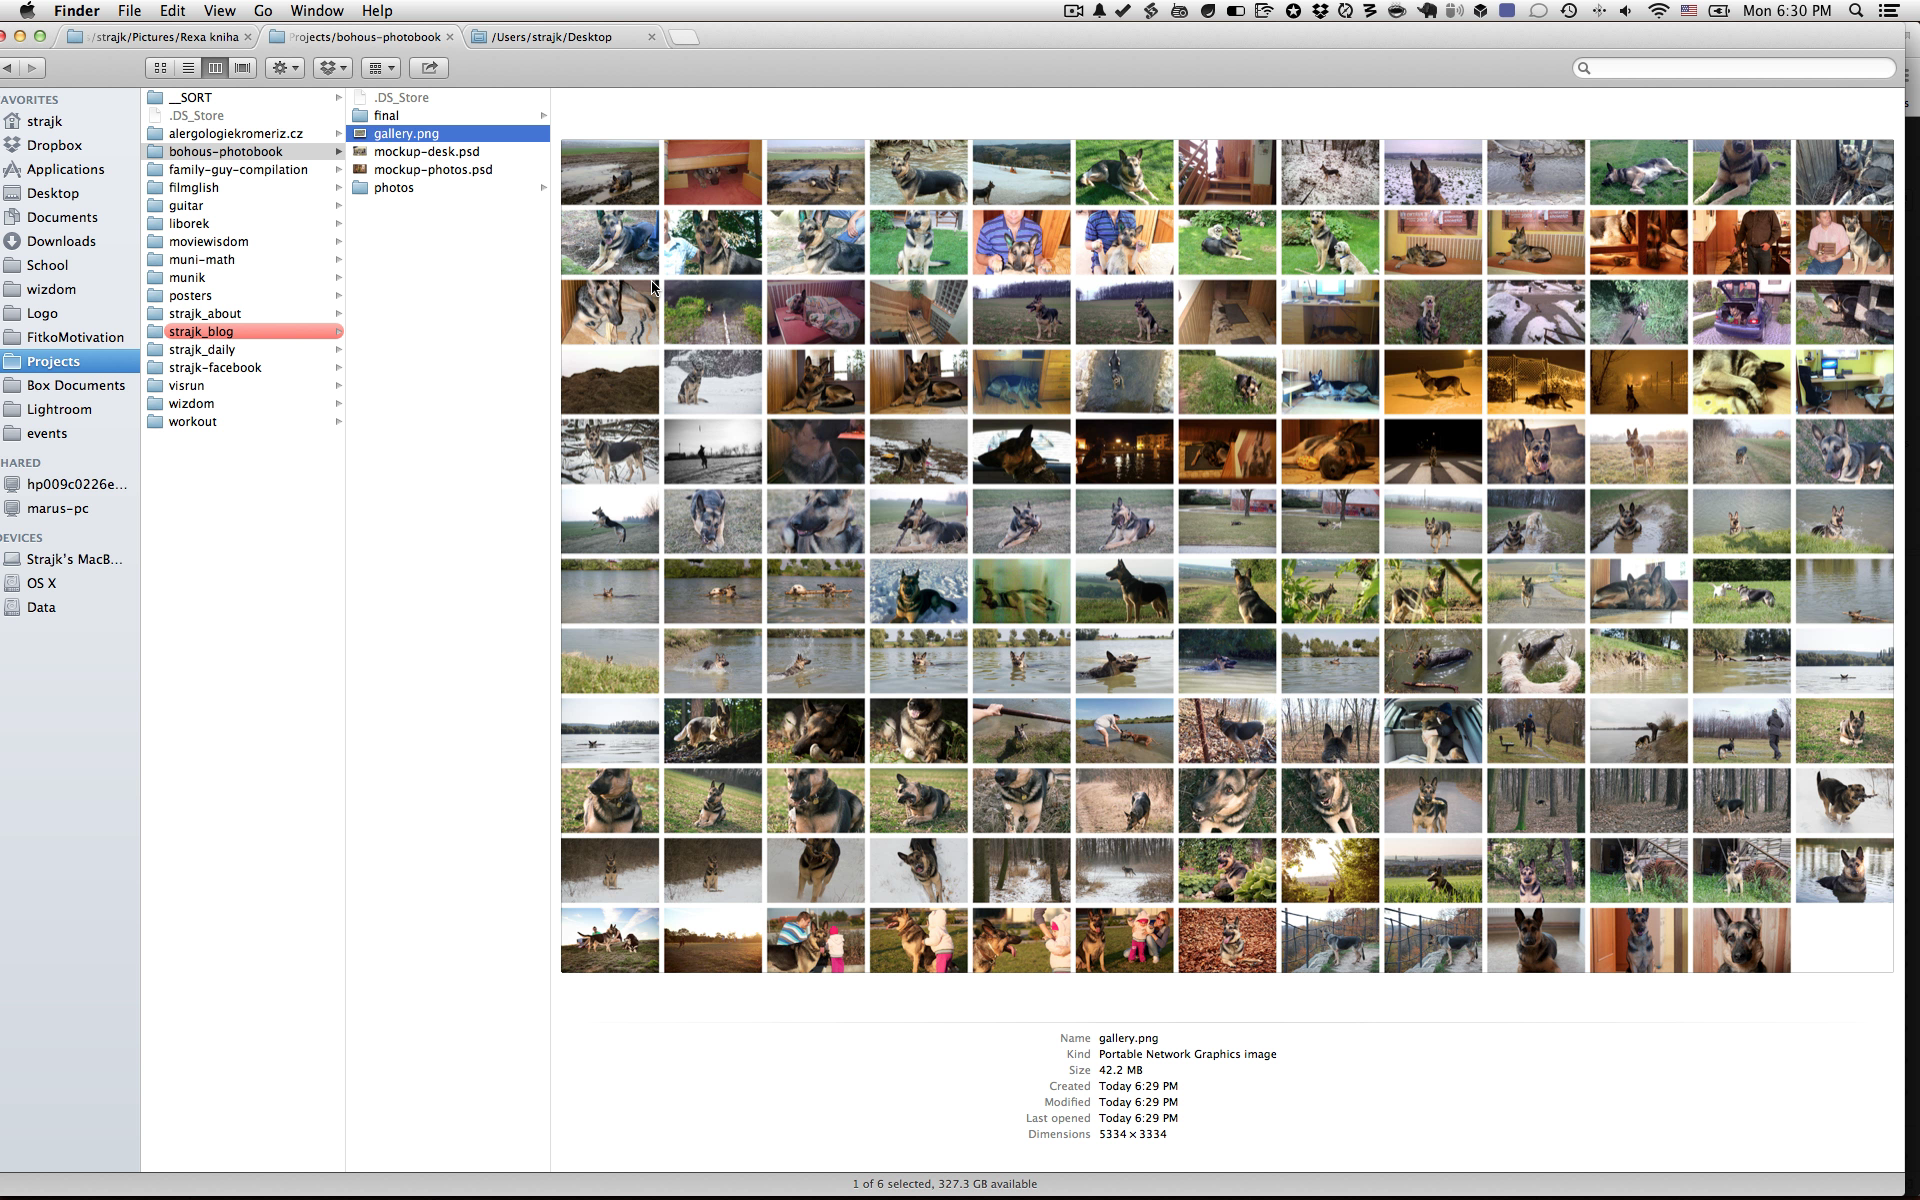 Finder File Edit View Go Window Help
Mon 6:30 PM
/strajk/Pictures/Rexa kniha
Projects/bohous-photobook
/Users/strajk/Desktop
AVORITES
strajk
Dropbox
Applications
Desktop
Documents
Downloads
School
wizdom
Logo
FitkoMotivation
Projects
Box Documents
Lightroom
events
HARED
hp009c0226e...
marus-pc
DEVICES
Strajk's MacB...
OS X
Data
__SORT
.DS_Store
alergologiekromeriz.cz
bohous-photobook
family-guy-compilation
filmglish
guitar
liborek
moviewisdom
muni-math
munik
posters
strajk_about
strajk_blog
strajk_daily
strajk-facebook
visrun
wizdom
workout
.DS_Store
final
gallery.png
mockup-desk.psd
mockup-photos.psd
photos
Name gallery.png
Kind Portable Network Graphics image
Size 42.2 MB
Created Today 6:29 PM
Modified Today 6:29 PM
Last opened Today 6:29 PM
Dimensions 5334 × 3334
1 of 6 selected, 327.3 GB available